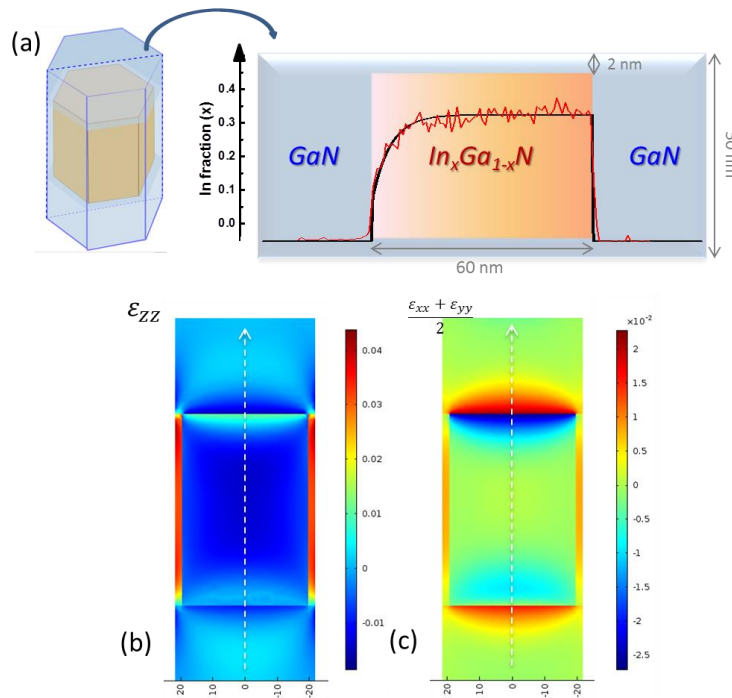 (a)
In fraction (x)
0.4
0.3
0.2
0.1
0.0
GaN
InₓGa₁₋ₓN
GaN
2 nm
60 nm
ε_ZZ
0.04
0.03
0.02
0.01
0
-0.01
(b)
20 10 0 -10 -20
(ε_xx + ε_yy)/2
×10⁻²
2
1.5
1
0.5
0
-0.5
-1
-1.5
-2
-2.5
(c)
20 10 0 -10 -20